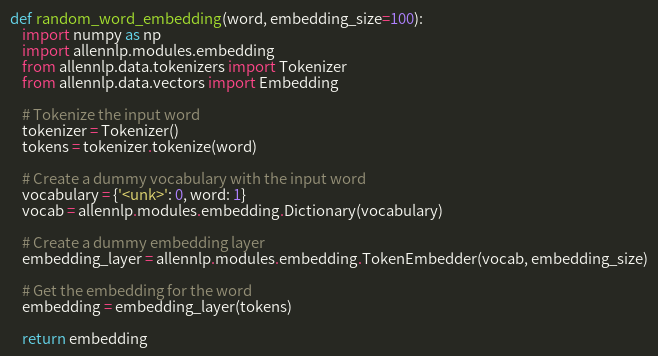 def random_word_embedding(word, embedding_size=100):
    import numpy as np
    import allennlp.modules.embedding
    from allennlp.data.tokenizers import Tokenizer
    from allennlp.data.vectors import Embedding

    # Tokenize the input word
    tokenizer = Tokenizer()
    tokens = tokenizer.tokenize(word)

    # Create a dummy vocabulary with the input word
    vocabulary = {'<unk>': 0, word: 1}
    vocab = allennlp.modules.embedding.Dictionary(vocabulary)

    # Create a dummy embedding layer
    embedding_layer = allennlp.modules.embedding.TokenEmbedder(vocab, embedding_size)

    # Get the embedding for the word
    embedding = embedding_layer(tokens)

    return embedding